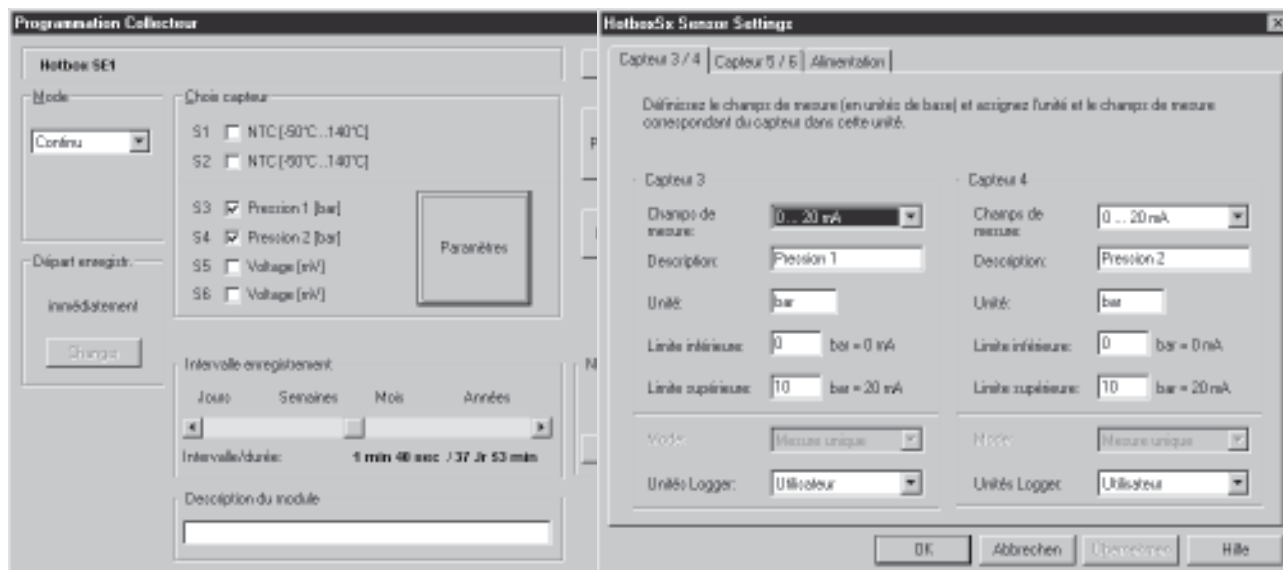 Programmation Collecteur
Hotbox SE1
Mode
Continu
Départ enregistr.
immédiatement
Changer
Choix capteur
S1 NTC [-50°C...140°C]
S2 NTC [-50°C...140°C]
S3 Pression 1 [bar]
S4 Pression 2 [bar]
S5 Voltage [mV]
S6 Voltage [mV]
Paramètres
Intervalle enregistrement
Jours Semaines Mois Années
Intervalle/durée: 1 min 40 sec / 37 Jr 53 min
Description du module
HotboxSx Sensor Settings
Capteur 3 / 4 Capteur 5 / 6 Alimentation
Définissez le champs de mesure (en unités de base) et assignez l'unité et le champs de mesure
correspondant du capteur dans cette unité.
Capteur 3
Champs de
mesure:
0 ... 20 mA
Description: Pression 1
Unité: bar
Limite inférieure: 0 bar = 0 mA
Limite supérieure: 10 bar = 20 mA
Mode: Mesure unique
Unités Logger: Utilisateur
Capteur 4
Champs de
mesure:
0 ... 20 mA
Description: Pression 2
Unité: bar
Limite inférieure: 0 bar = 0 mA
Limite supérieure: 10 bar = 20 mA
Mode: Mesure unique
Unités Logger: Utilisateur
OK Abbrechen Übernehmen Hilfe